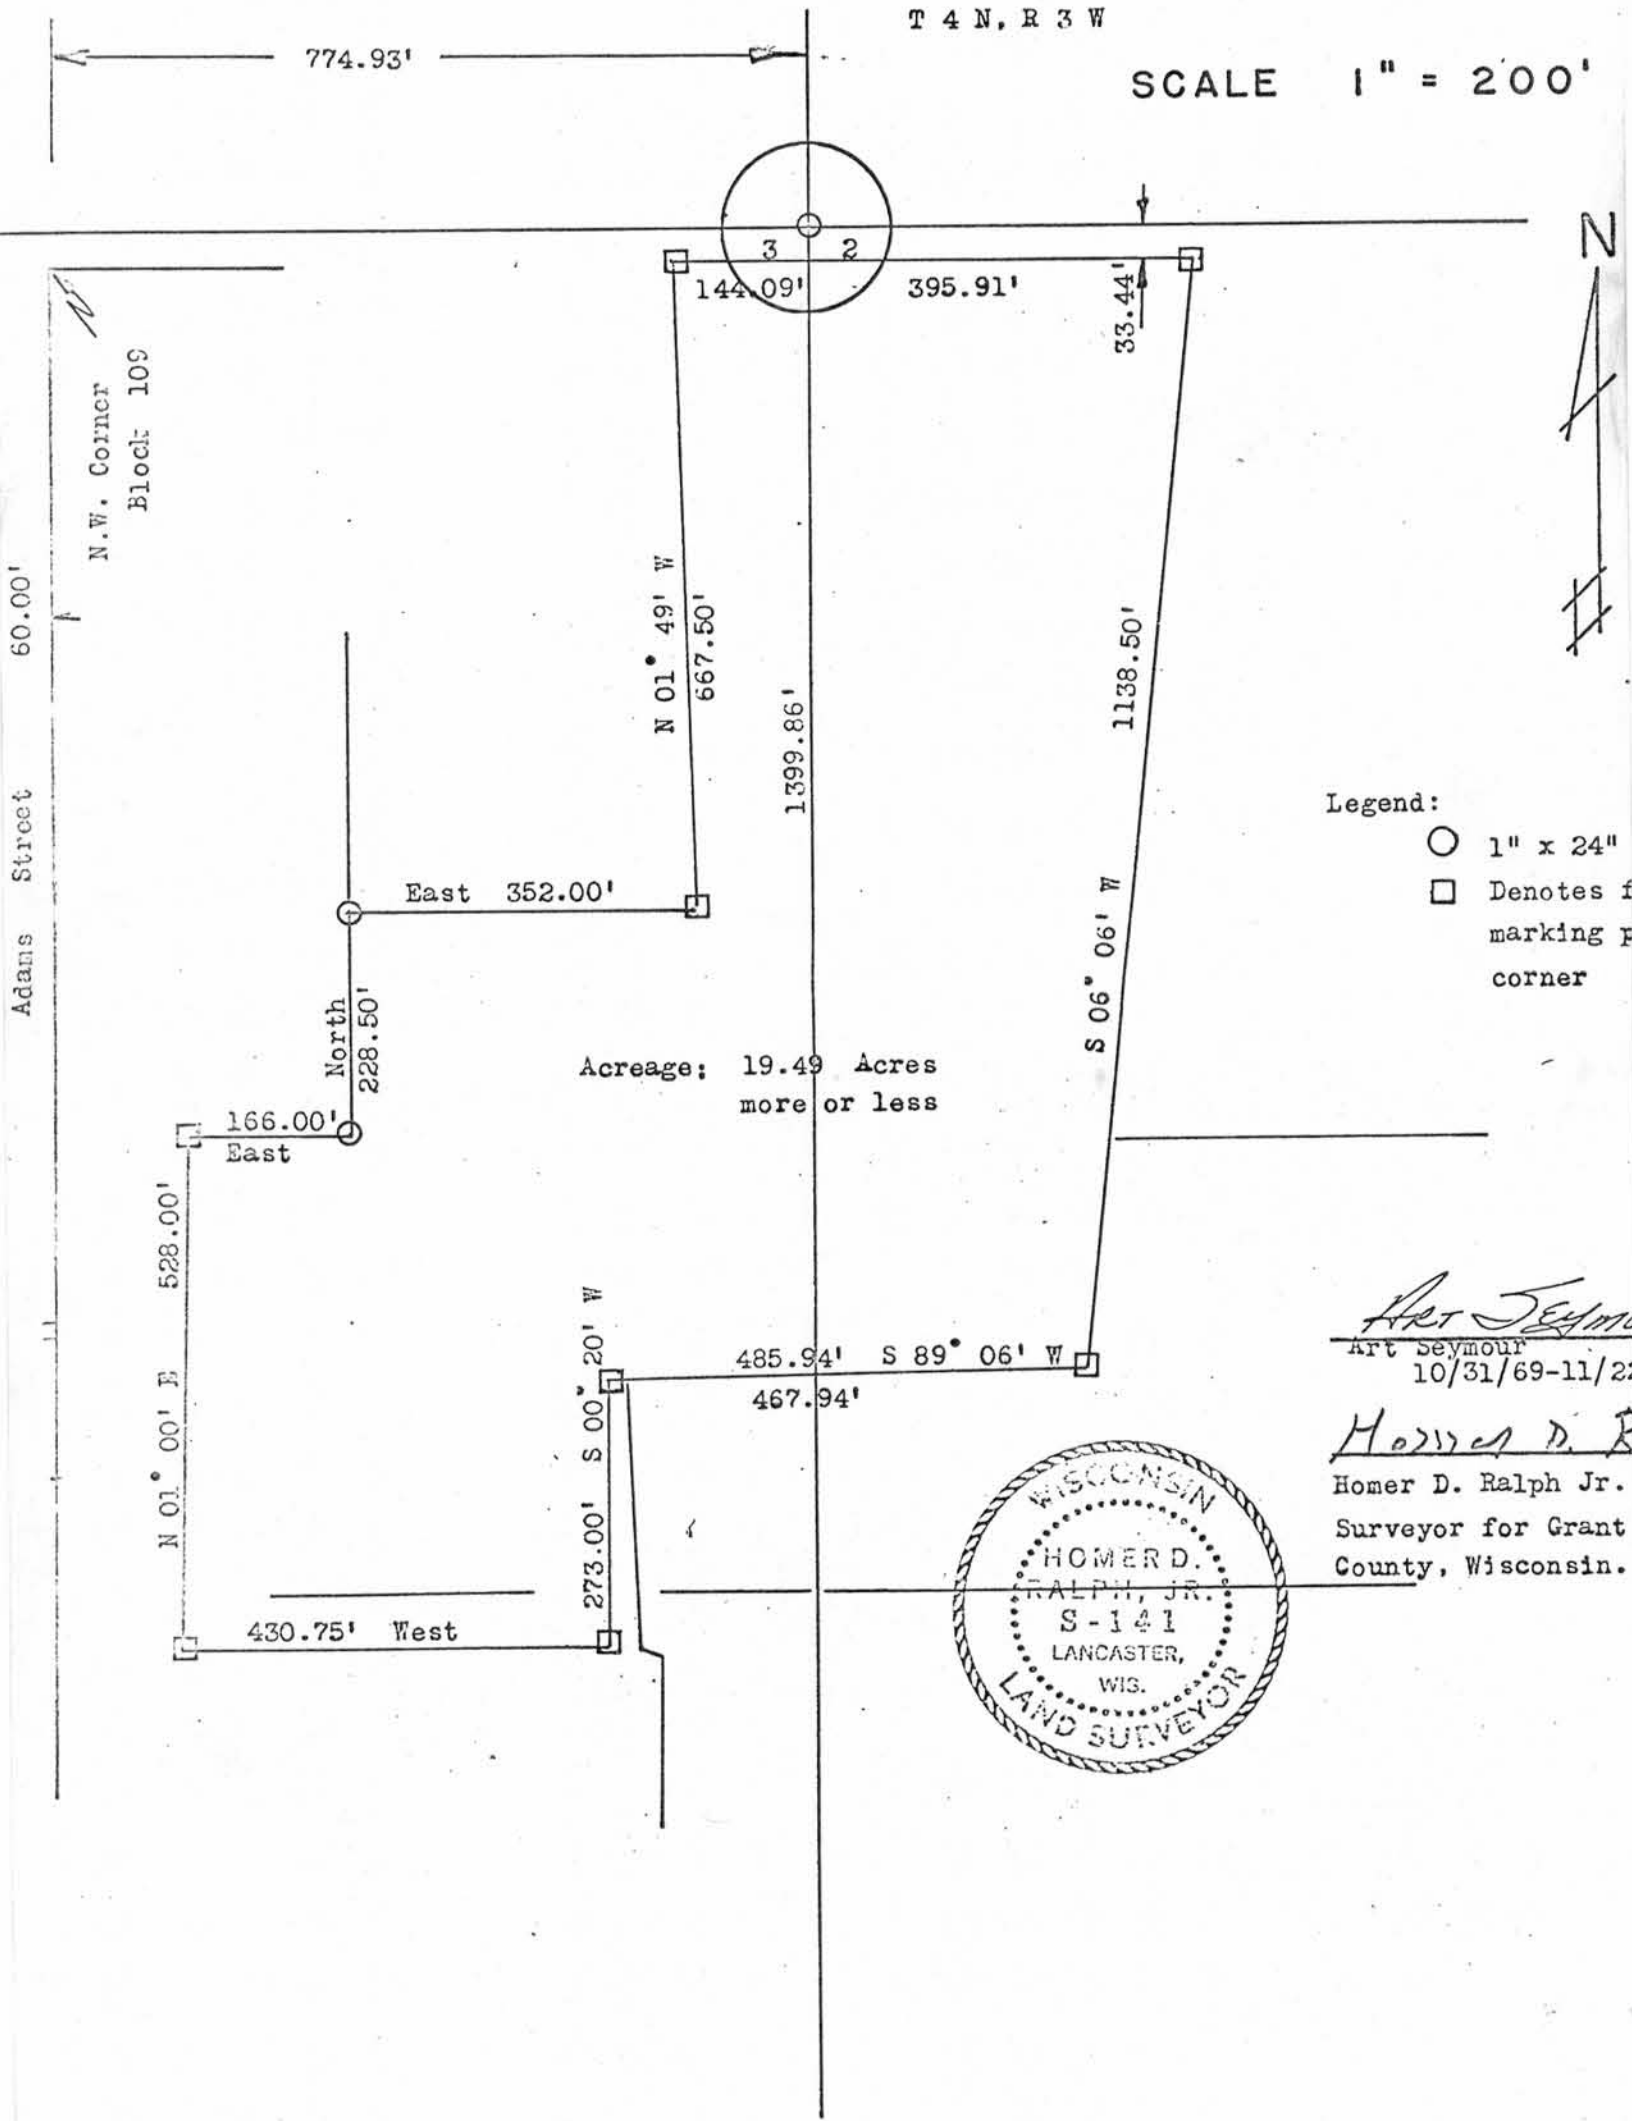 T 4 N, R 3 W
774.93'
SCALE 1" = 200'
N
3 2
144.09' 395.91'
33.44'
N.W. Corner
Block 109
Adams Street 60.00'
N 01° 49' W
667.50'
1399.86'
1138.50'
S 06° 06' W
Legend:
1" x 24"
Denotes f
marking p
corner
East 352.00'
North
228.50'
Acreage: 19.49 Acres
more or less
166.00'
East
N 01° 00' E 528.00'
273.00' S 00° 20' W
485.94' S 89° 06' W
467.94'
430.75' West
Art Seymo
Art Seymour
10/31/69-11/22
Homer D. R
Homer D. Ralph Jr.
Surveyor for Grant
County, Wisconsin.
WISCONSIN
HOMER D.
RALPH, JR.
S-141
LANCASTER,
WIS.
LAND SURVEYOR